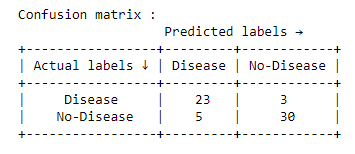 Confusion matrix :
Predicted labels →
+----------------+---------+------------+
| Actual labels ↓ | Disease | No-Disease |
+----------------+---------+------------+
| Disease | 23 | 3 |
| No-Disease | 5 | 30 |
+----------------+---------+------------+